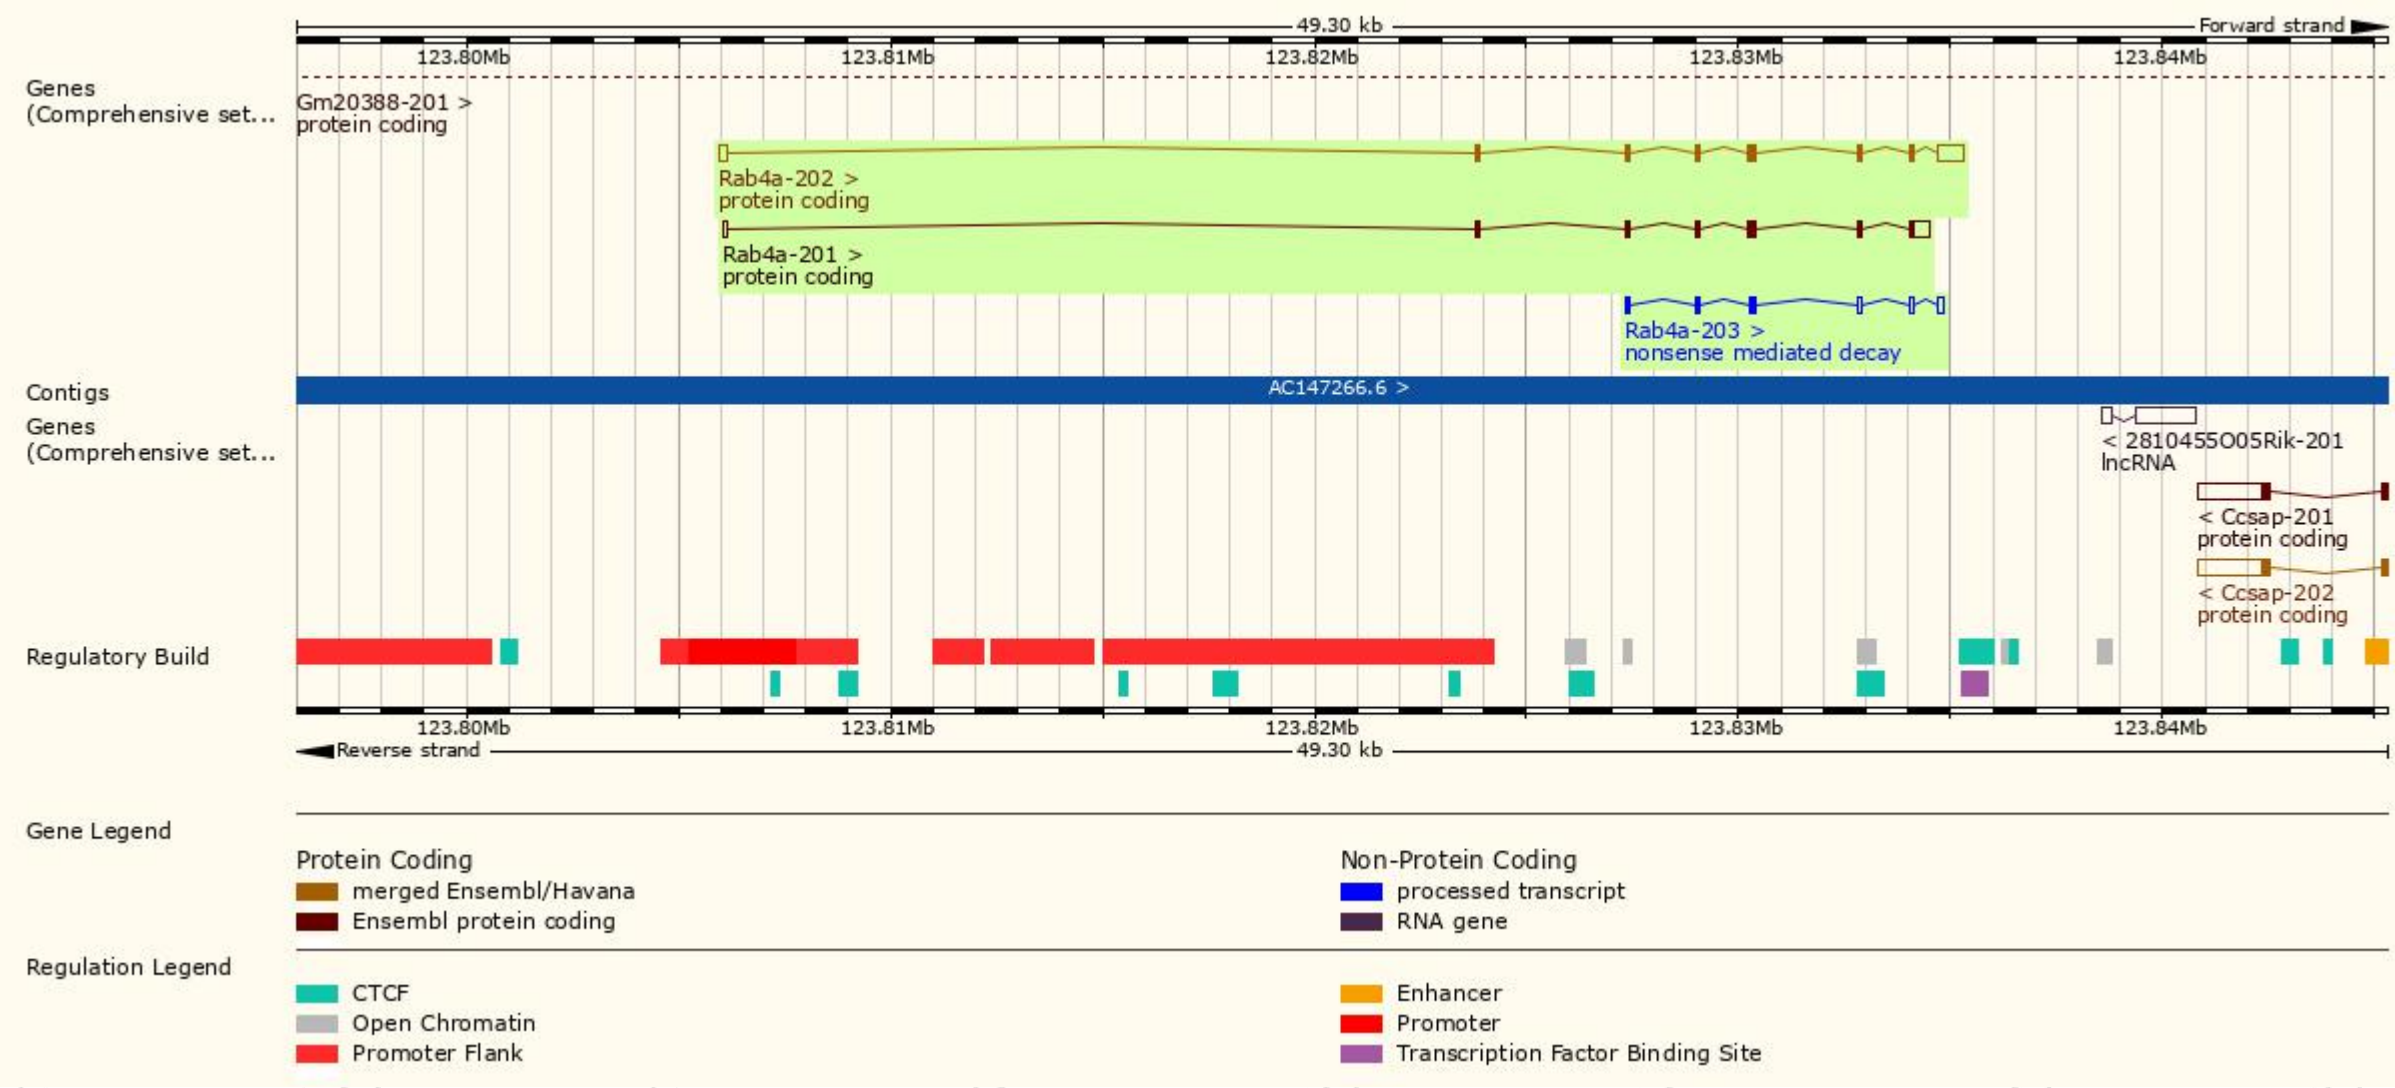 49.30 kb
Forward strand
123.80Mb 123.81Mb 123.82Mb 123.83Mb 123.84Mb
Genes
(Comprehensive set...
Gm20388-201 >
protein coding
Rab4a-202 >
protein coding
Rab4a-201 >
protein coding
Rab4a-203 >
nonsense mediated decay
Contigs
AC147266.6 >
Genes
(Comprehensive set...
< 2810455O05Rik-201
lncRNA
< Ccsap-201
protein coding
< Ccsap-202
protein coding
Regulatory Build
123.80Mb 123.81Mb 123.82Mb 123.83Mb 123.84Mb
Reverse strand
49.30 kb
Gene Legend
Protein Coding
merged Ensembl/Havana
Ensembl protein coding
Non-Protein Coding
processed transcript
RNA gene
Regulation Legend
CTCF
Open Chromatin
Promoter Flank
Enhancer
Promoter
Transcription Factor Binding Site